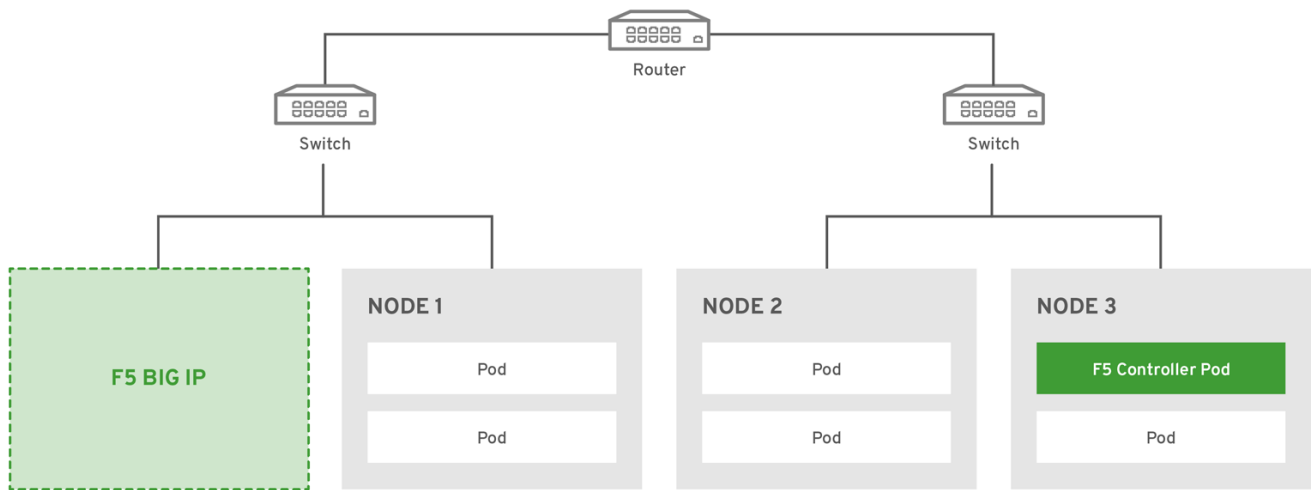 Router
Switch
Switch
F5 BIG IP
NODE 1
Pod
Pod
NODE 2
Pod
Pod
NODE 3
F5 Controller Pod
Pod